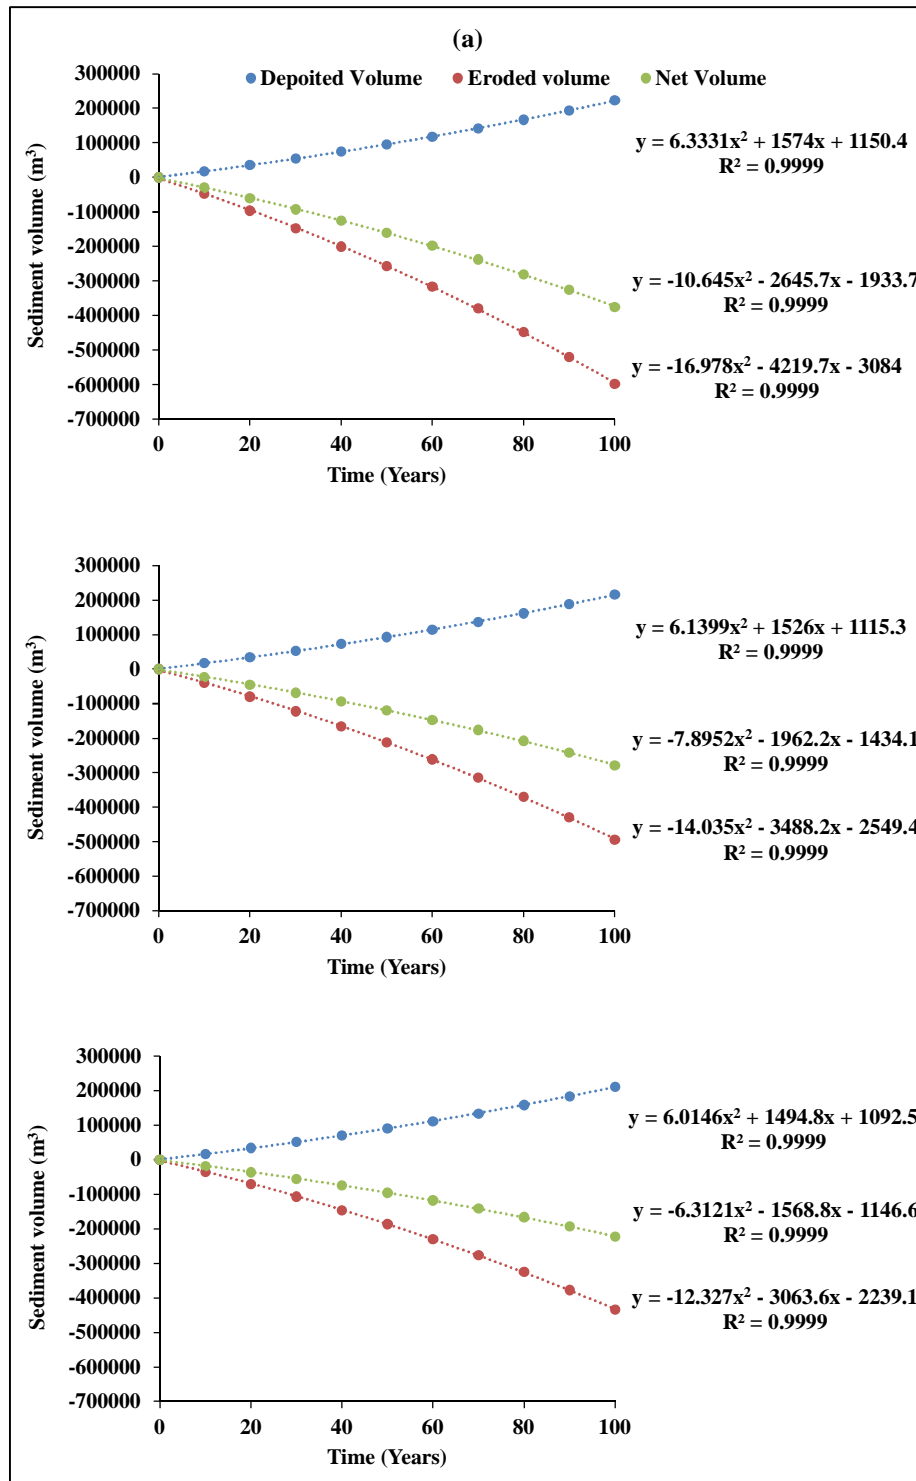 (a)
Depoited Volume Eroded volume Net Volume
300000
200000
100000
0
-100000
-200000
-300000
-400000
-500000
-600000
-700000
Sediment volume (m³)
y = 6.3331x² + 1574x + 1150.4
R² = 0.9999
y = -10.645x² - 2645.7x - 1933.7
R² = 0.9999
y = -16.978x² - 4219.7x - 3084
R² = 0.9999
0 20 40 60 80 100
Time (Years)
300000
200000
100000
0
-100000
-200000
-300000
-400000
-500000
-600000
-700000
Sediment volume (m³)
y = 6.1399x² + 1526x + 1115.3
R² = 0.9999
y = -7.8952x² - 1962.2x - 1434.1
R² = 0.9999
y = -14.035x² - 3488.2x - 2549.4
R² = 0.9999
0 20 40 60 80 100
Time (Years)
300000
200000
100000
0
-100000
-200000
-300000
-400000
-500000
-600000
-700000
Sediment volume (m³)
y = 6.0146x² + 1494.8x + 1092.5
R² = 0.9999
y = -6.3121x² - 1568.8x - 1146.6
R² = 0.9999
y = -12.327x² - 3063.6x - 2239.1
R² = 0.9999
0 20 40 60 80 100
Time (Years)